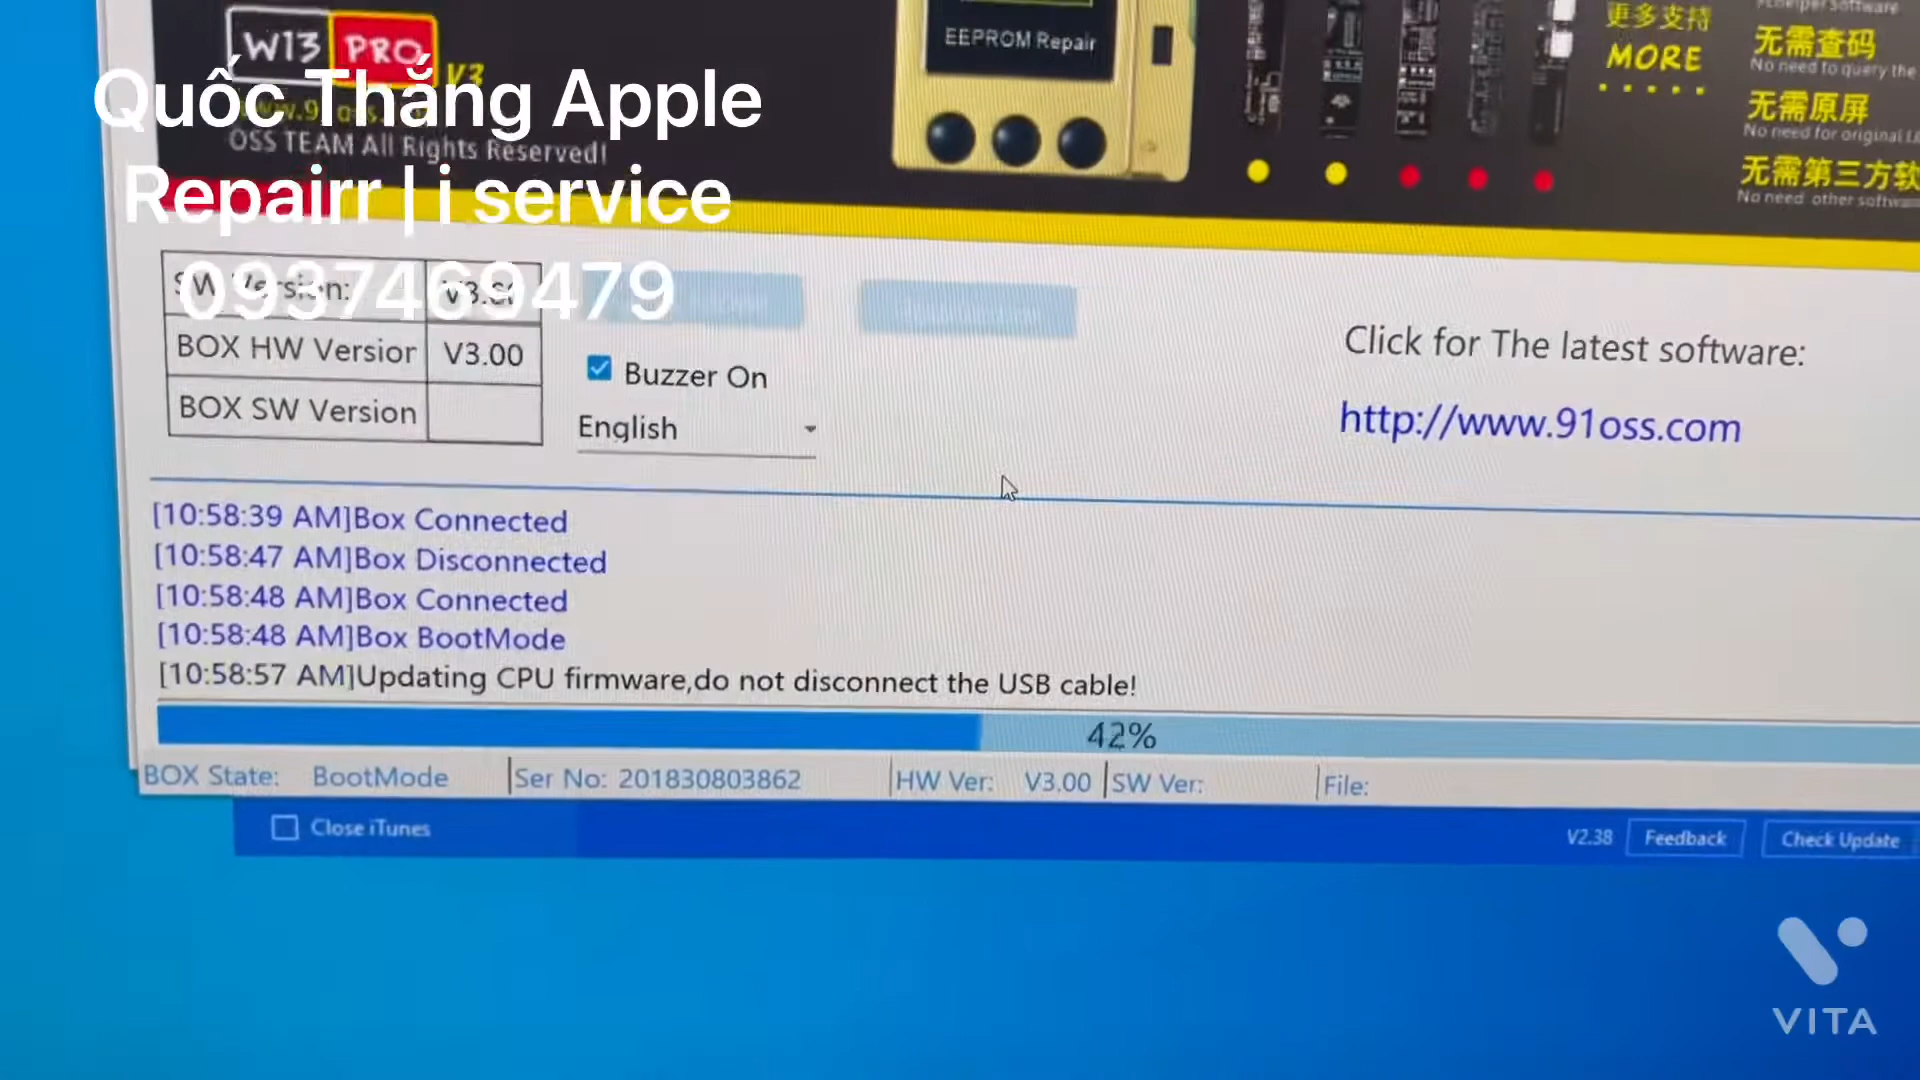 W13 PRO V3
OSS TEAM All Rights Reserved!
Quốc Thắng Apple
Repairr | i service
0937469479
EEPROM Repair
更多支持
MORE
无需查码
No need to query the
无需原屏
No need for original
无需第三方软
No need other software
SW Version:
BOX HW Version V3.00
BOX SW Version
Buzzer On
English
Click for The latest software:
http://www.91oss.com
[10:58:39 AM]Box Connected
[10:58:47 AM]Box Disconnected
[10:58:48 AM]Box Connected
[10:58:48 AM]Box BootMode
[10:58:57 AM]Updating CPU firmware,do not disconnect the USB cable!
42%
BOX State: BootMode Ser No: 201830803862 HW Ver: V3.00 SW Ver: File:
Close iTunes V2.38 Feedback Check Update
VITA